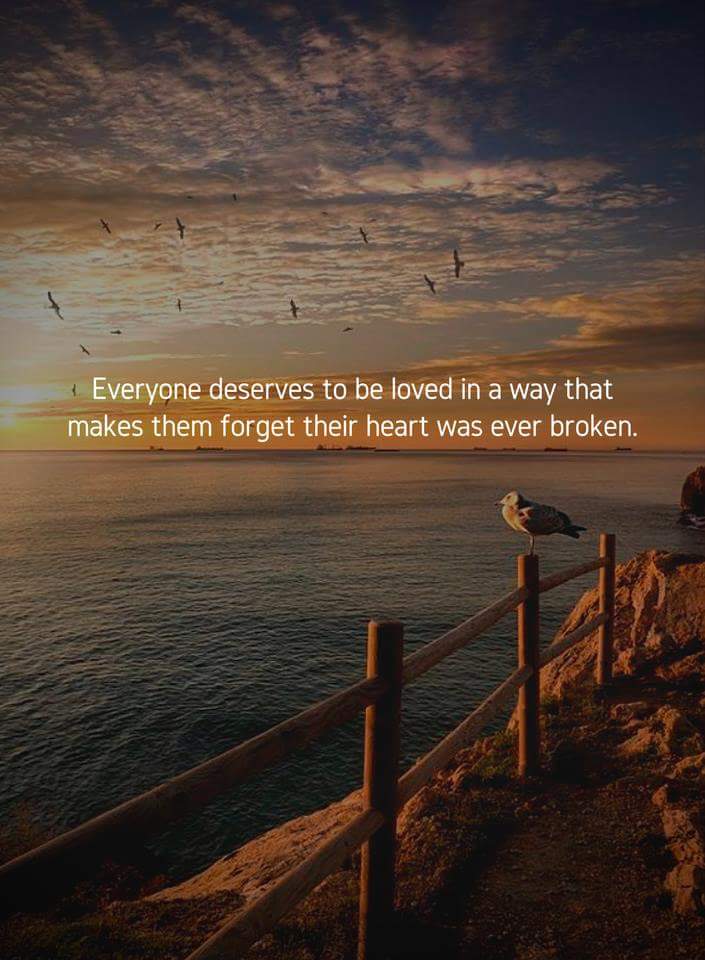 Everyone deserves to be loved in a way that
makes them forget their heart was ever broken.